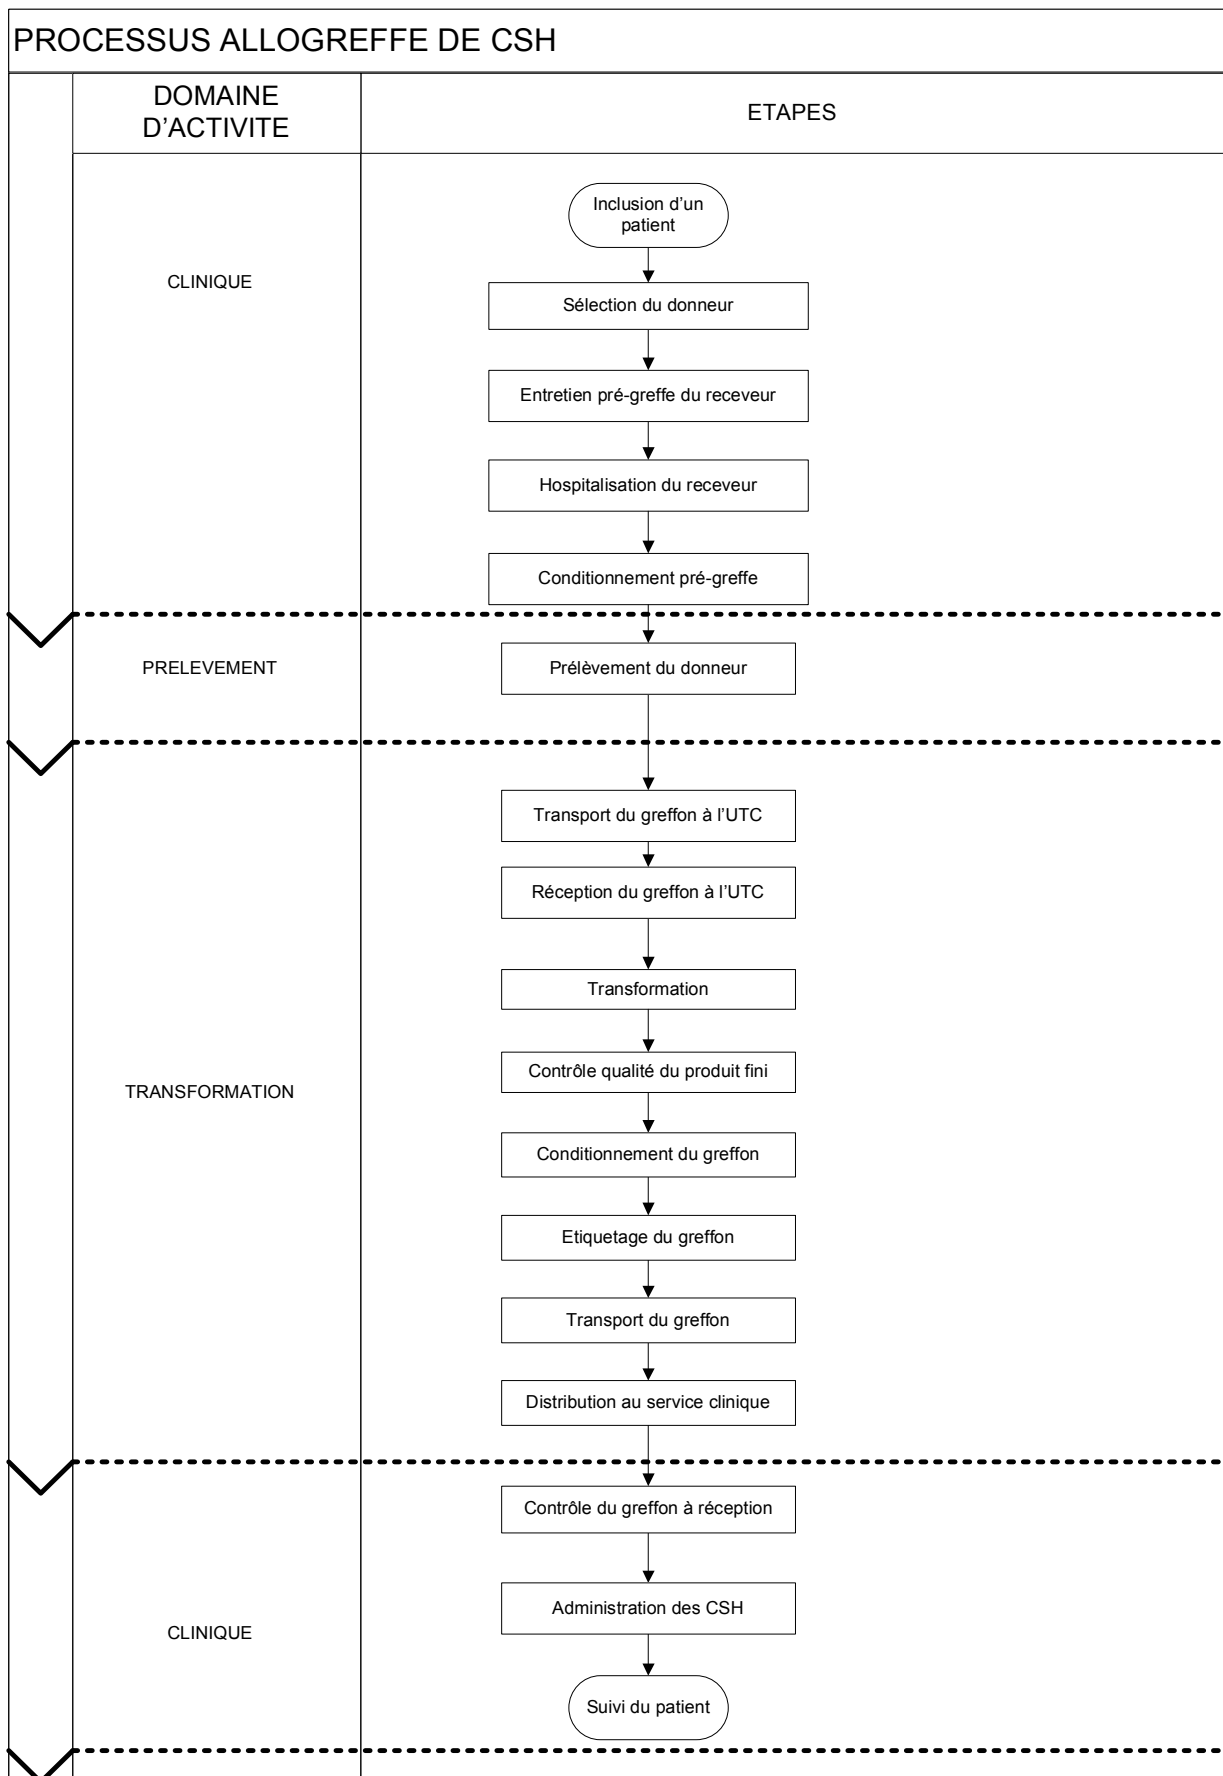 PROCESSUS ALLOGREFFE DE CSH
DOMAINE
D'ACTIVITE
ETAPES
CLINIQUE
Inclusion d'un
patient
Sélection du donneur
Entretien pré-greffe du receveur
Hospitalisation du receveur
Conditionnement pré-greffe
PRELEVEMENT
Prélèvement du donneur
TRANSFORMATION
Transport du greffon à l'UTC
Réception du greffon à l'UTC
Transformation
Contrôle qualité du produit fini
Conditionnement du greffon
Etiquetage du greffon
Transport du greffon
Distribution au service clinique
CLINIQUE
Contrôle du greffon à réception
Administration des CSH
Suivi du patient